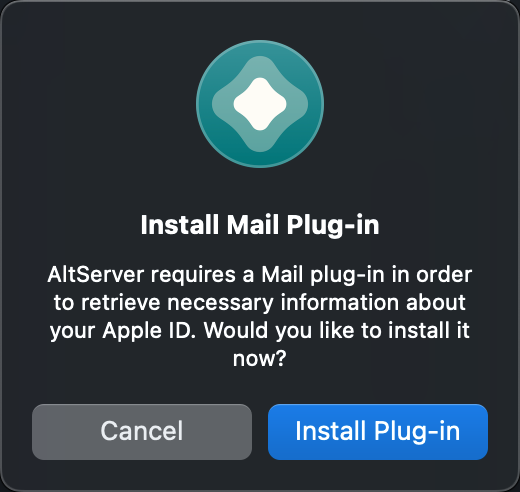 Install Mail Plug-in
AltServer requires a Mail plug-in in order
to retrieve necessary information about
your Apple ID. Would you like to install it
now?
Cancel
Install Plug-in